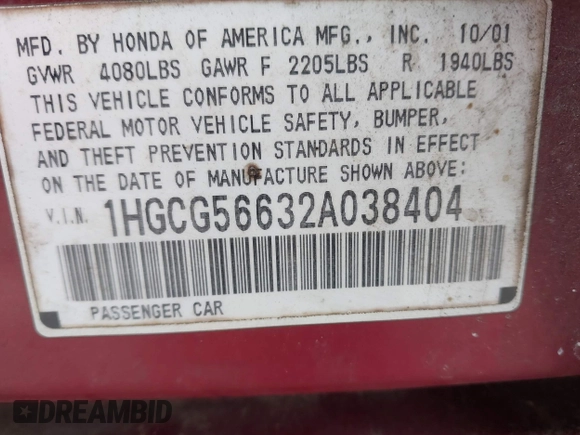 MFD. BY HONDA OF AMERICA MFG., INC. 10/01
GVWR 4080LBS GAWR F 2205LBS R 1940LBS
THIS VEHICLE CONFORMS TO ALL APPLICABLE
FEDERAL MOTOR VEHICLE SAFETY, BUMPER,
AND THEFT PREVENTION STANDARDS IN EFFECT
ON THE DATE OF MANUFACTURE SHOWN ABOVE:
V.I.N. 1HGCG56632A038404
PASSENGER CAR
DREAMBID